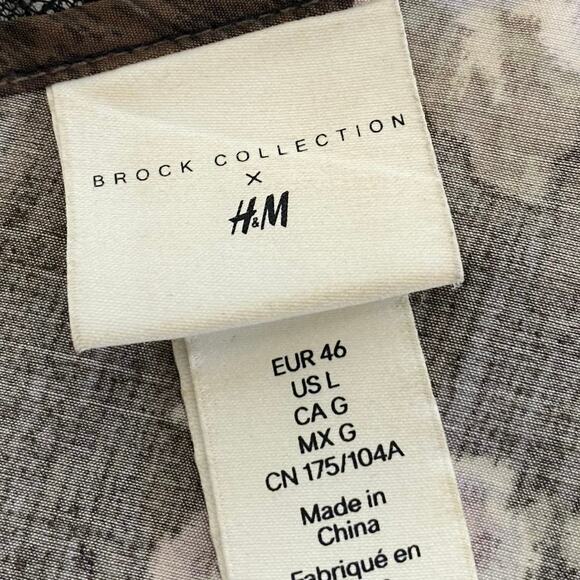 BROCK COLLECTION
×
H&M
EUR 46
US L
CA G
MX G
CN 175/104A
Made in
China
Fabriqué en